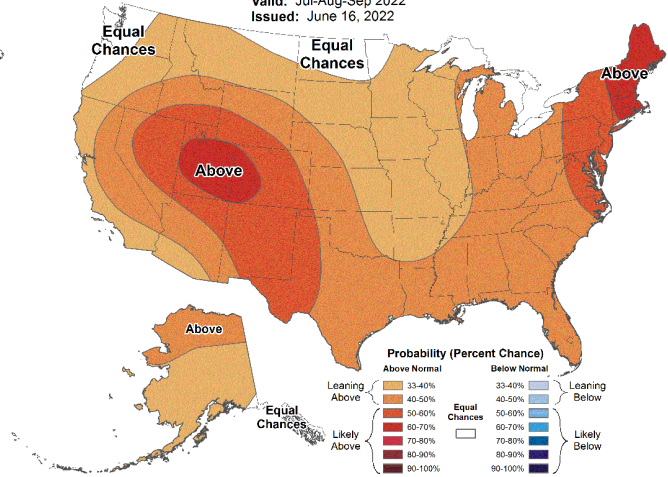 Valid: Jul-Aug-Sep 2022
Issued: June 16, 2022
Equal
Chances
Equal
Chances
Above
Above
Above
Equal
Chances
Probability (Percent Chance)
Above Normal
Below Normal
Leaning
Above
33-40%
40-50%
Likely
Above
50-60%
60-70%
70-80%
80-90%
90-100%
Equal
Chances
33-40%
40-50%
Leaning
Below
50-60%
60-70%
70-80%
80-90%
90-100%
Likely
Below